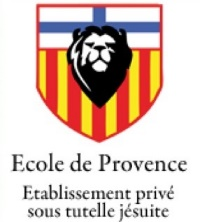 Ecole de Provence
Etablissement privé
sous tutelle jésuite